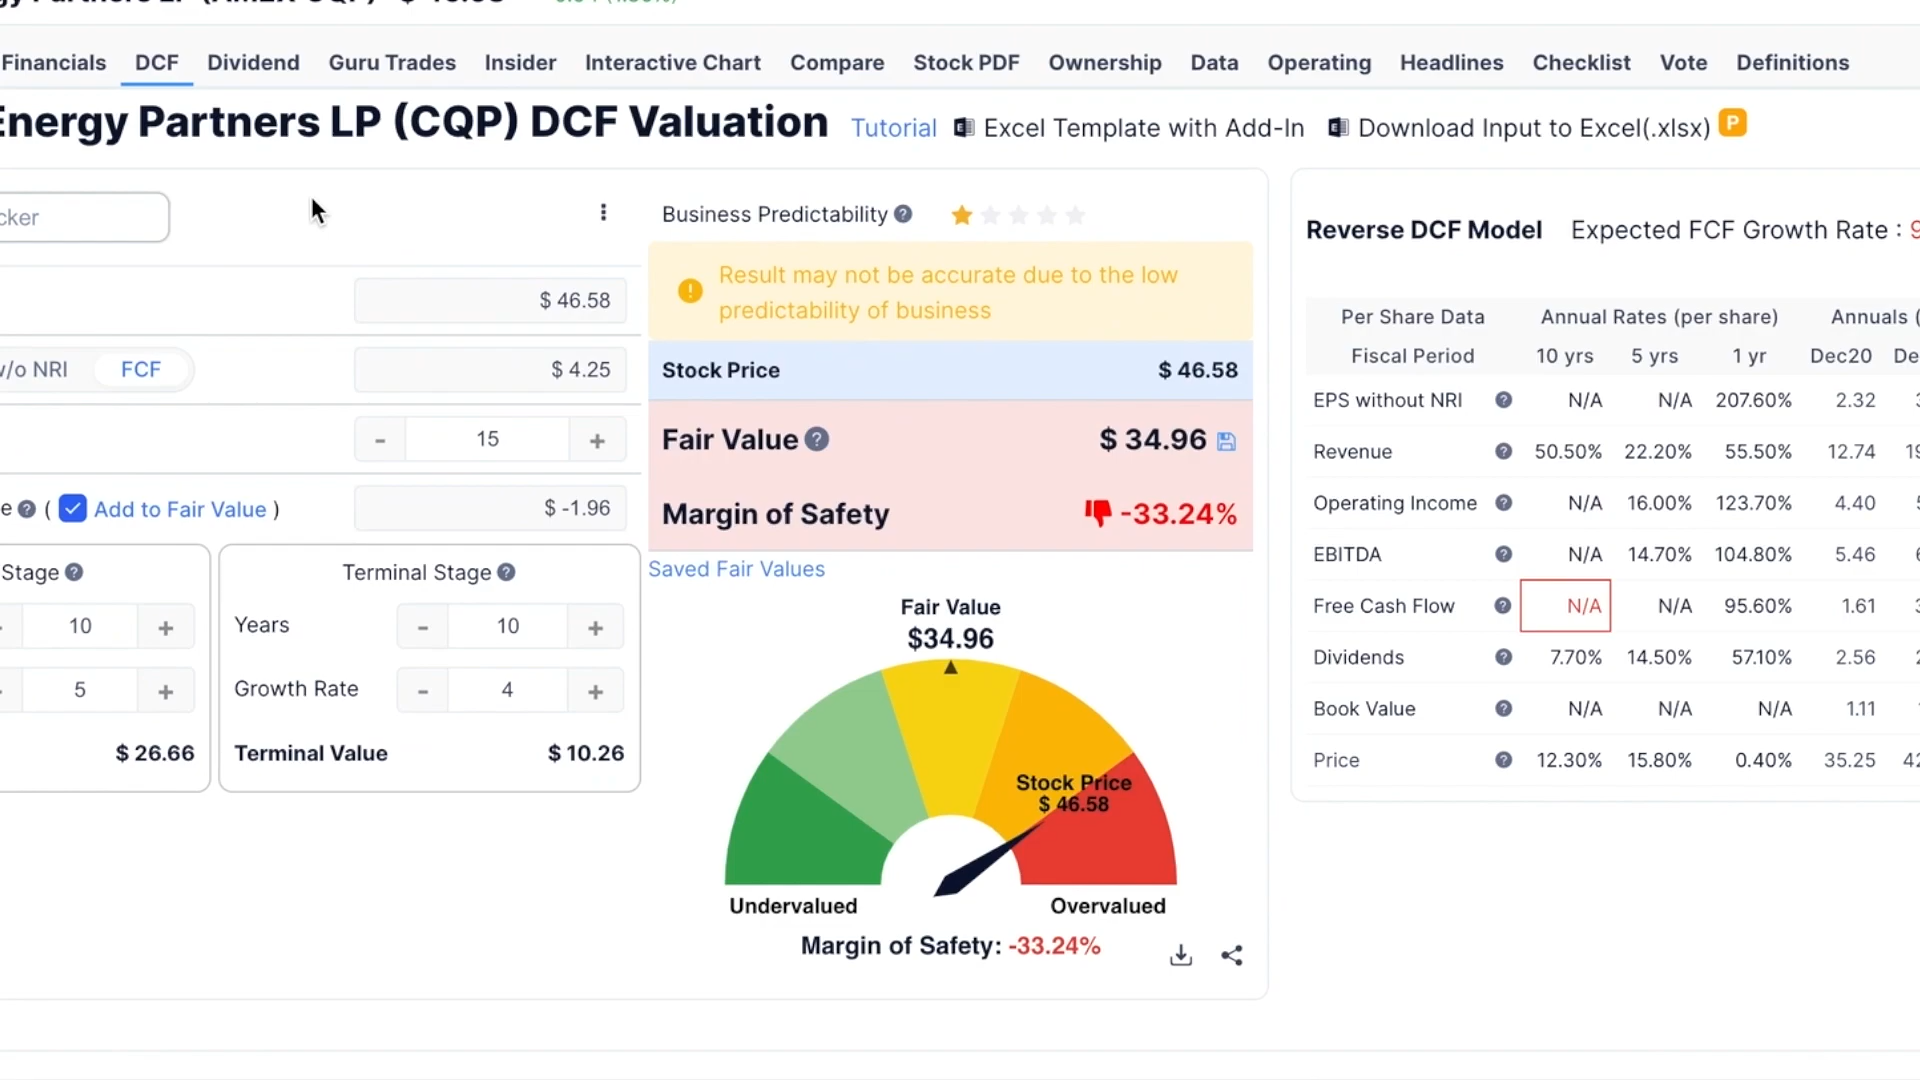 Financials DCF Dividend Guru Trades Insider Interactive Chart Compare Stock PDF Ownership Data Operating Headlines Checklist Vote Definitions
Energy Partners LP (CQP) DCF Valuation Tutorial Excel Template with Add-In Download Input to Excel(.xlsx) P
cker
$ 46.58
w/o NRI FCF $ 4.25
- 15 +
e ( Add to Fair Value ) $ -1.96
Stage
10 +
5 +
$ 26.66
Terminal Stage
Years - 10 +
Growth Rate - 4 +
Terminal Value $ 10.26
Business Predictability
Result may not be accurate due to the low
predictability of business
Stock Price $ 46.58
Fair Value $ 34.96
Margin of Safety -33.24%
Saved Fair Values
Fair Value
$34.96
Stock Price
$ 46.58
Undervalued Overvalued
Margin of Safety: -33.24%
Reverse DCF Model Expected FCF Growth Rate : 9
Per Share Data Annual Rates (per share) Annuals (
Fiscal Period 10 yrs 5 yrs 1 yr Dec20 De
EPS without NRI N/A N/A 207.60% 2.32 3
Revenue 50.50% 22.20% 55.50% 12.74 19
Operating Income N/A 16.00% 123.70% 4.40 5
EBITDA N/A 14.70% 104.80% 5.46 6
Free Cash Flow N/A N/A 95.60% 1.61 3
Dividends 7.70% 14.50% 57.10% 2.56 2
Book Value N/A N/A N/A 1.11
Price 12.30% 15.80% 0.40% 35.25 42